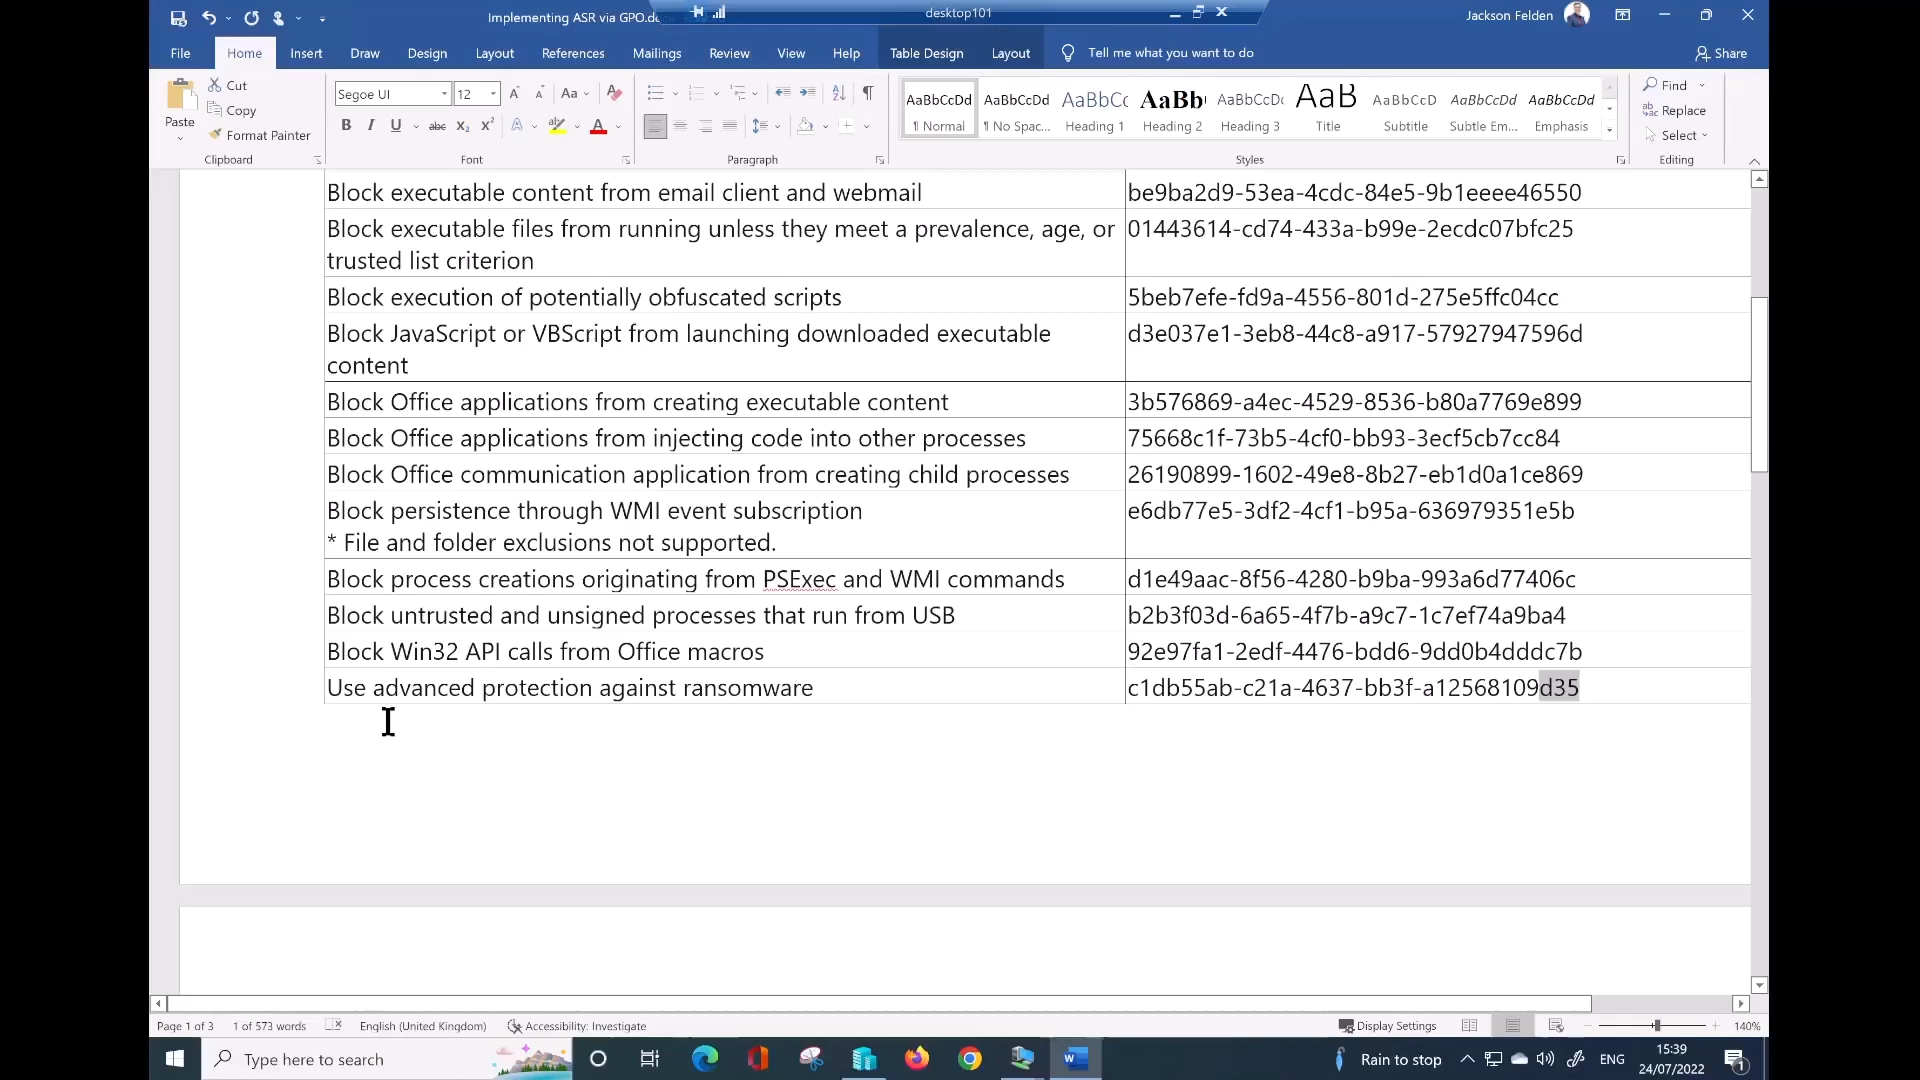 Implementing ASR via GPO.do
desktop101
Jackson Felden
File Home Insert Draw Design Layout References Mailings Review View Help Table Design Layout Tell me what you want to do Share
Paste
Cut
Copy
Format Painter
Clipboard
Segoe UI 12 Aa
B I U abc X₂ X² A A
Font
Paragraph
AaBbCcDd AaBbCcDd AaBbCc AaBb AaBbCcDc AaB AaBbCcD AaBbCcDd AaBbCcDd
¶ Normal ¶ No Spac... Heading 1 Heading 2 Heading 3 Title Subtitle Subtle Em... Emphasis
Styles
Find
Replace
Select
Editing
Block executable content from email client and webmail be9ba2d9-53ea-4cdc-84e5-9b1eeee46550
Block executable files from running unless they meet a prevalence, age, or 01443614-cd74-433a-b99e-2ecdc07bfc25
trusted list criterion
Block execution of potentially obfuscated scripts 5beb7efe-fd9a-4556-801d-275e5ffc04cc
Block JavaScript or VBScript from launching downloaded executable d3e037e1-3eb8-44c8-a917-57927947596d
content
Block Office applications from creating executable content 3b576869-a4ec-4529-8536-b80a7769e899
Block Office applications from injecting code into other processes 75668c1f-73b5-4cf0-bb93-3ecf5cb7cc84
Block Office communication application from creating child processes 26190899-1602-49e8-8b27-eb1d0a1ce869
Block persistence through WMI event subscription e6db77e5-3df2-4cf1-b95a-636979351e5b
* File and folder exclusions not supported.
Block process creations originating from PSExec and WMI commands d1e49aac-8f56-4280-b9ba-993a6d77406c
Block untrusted and unsigned processes that run from USB b2b3f03d-6a65-4f7b-a9c7-1c7ef74a9ba4
Block Win32 API calls from Office macros 92e97fa1-2edf-4476-bdd6-9dd0b4dddc7b
Use advanced protection against ransomware c1db55ab-c21a-4637-bb3f-a12568109d35
Page 1 of 3 1 of 573 words English (United Kingdom) Accessibility: Investigate Display Settings 140%
Type here to search Rain to stop ENG 15:39
24/07/2022